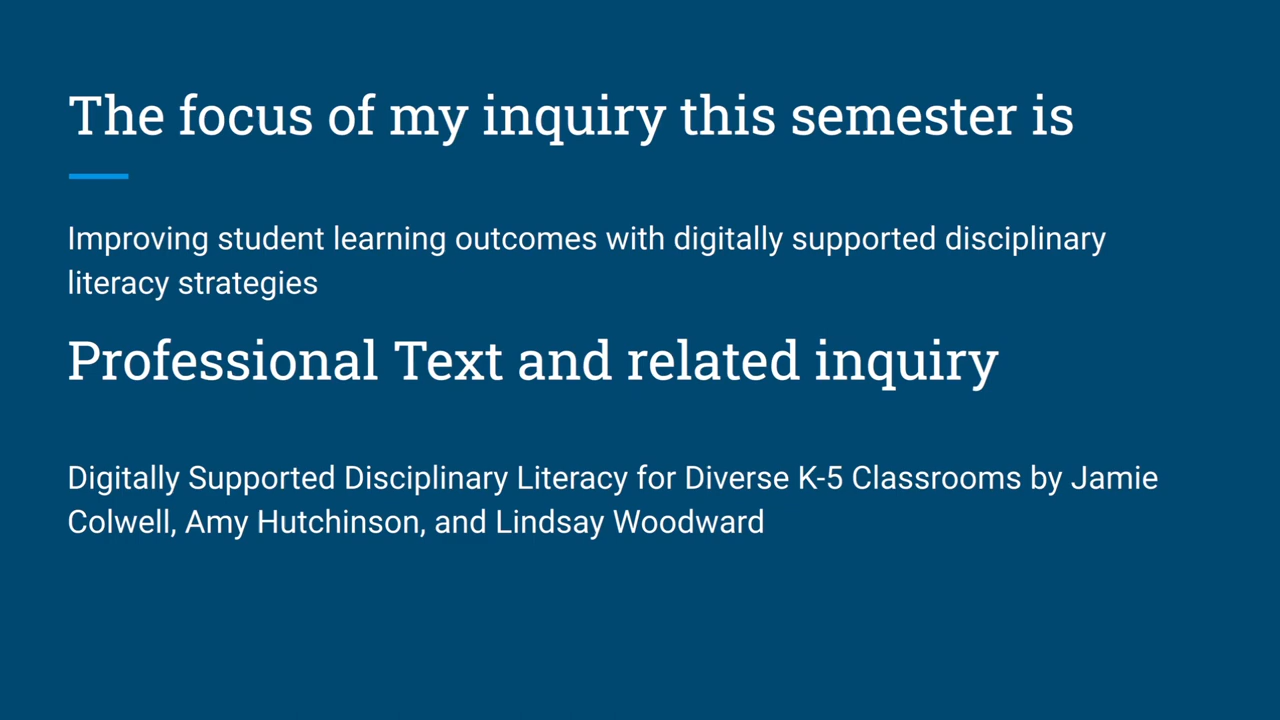 The focus of my inquiry this semester is
Improving student learning outcomes with digitally supported disciplinary
literacy strategies
Professional Text and related inquiry
Digitally Supported Disciplinary Literacy for Diverse K-5 Classrooms by Jamie
Colwell, Amy Hutchinson, and Lindsay Woodward